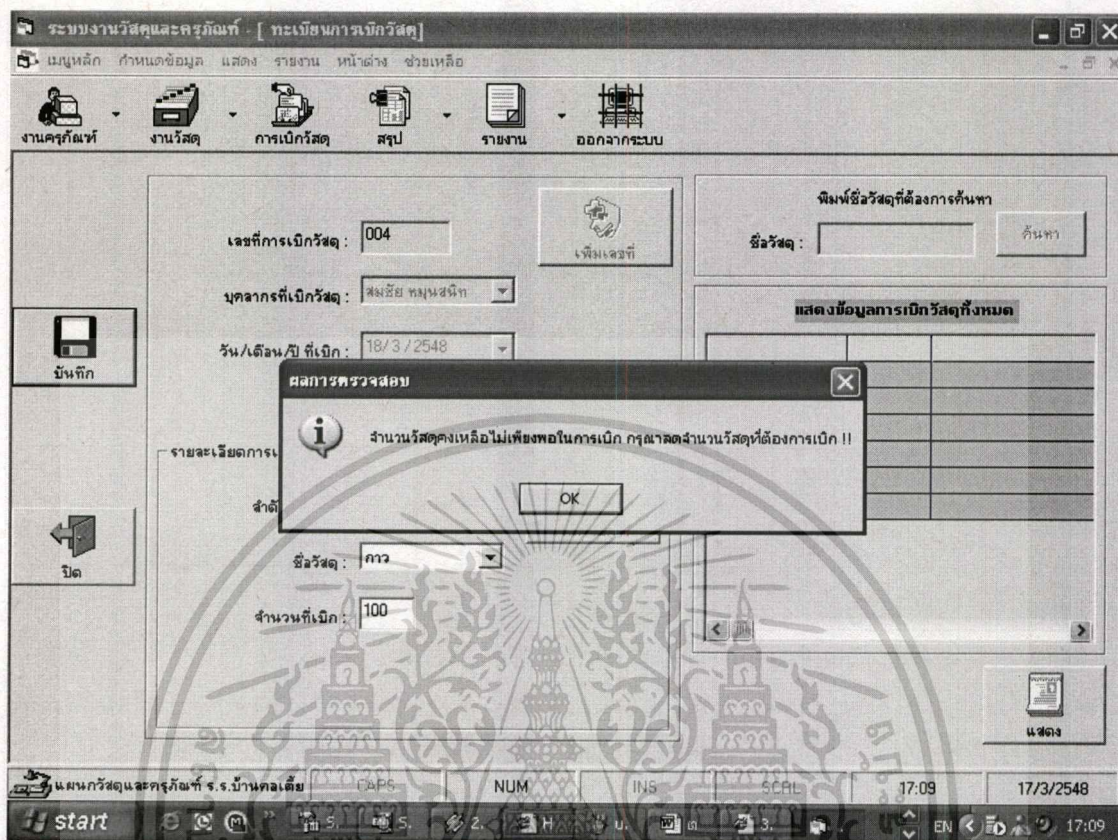 ระบบงานวัสดุและครุภัณฑ์ - [ ทะเบียนการเบิกวัสดุ]
เมนูหลัก กำหนดข้อมูล แสดง รายงาน หน้าต่าง ช่วยเหลือ
งานครุภัณฑ์ งานวัสดุ การเบิกวัสดุ สรุป รายงาน ออกจากระบบ
เลขที่การเบิกวัสดุ : 004
เพิ่มเลขที่
บุคลากรที่เบิกวัสดุ : สมชัย หมุนสนิท
วัน/เดือน/ปี ที่เบิก : 18/ 3 / 2548
พิมพ์ชื่อวัสดุที่ต้องการค้นหา
ชื่อวัสดุ : ค้นหา
แสดงข้อมูลการเบิกวัสดุทั้งหมด
บันทึก
ปิด
ผลการตรวจสอบ
จำนวนวัสดุคงเหลือไม่เพียงพอในการเบิก กรุณาลดจำนวนวัสดุที่ต้องการเบิก !!
OK
รายละเอียดการเ
ลำดั
ชื่อวัสดุ : กาว
จำนวนที่เบิก : 100
แสดง
แผนกวัสดุและครุภัณฑ์ ร.ร.บ้านคลเตี้ย CAPS NUM INS SCRL 17:09 17/3/2548
start EN 17:09